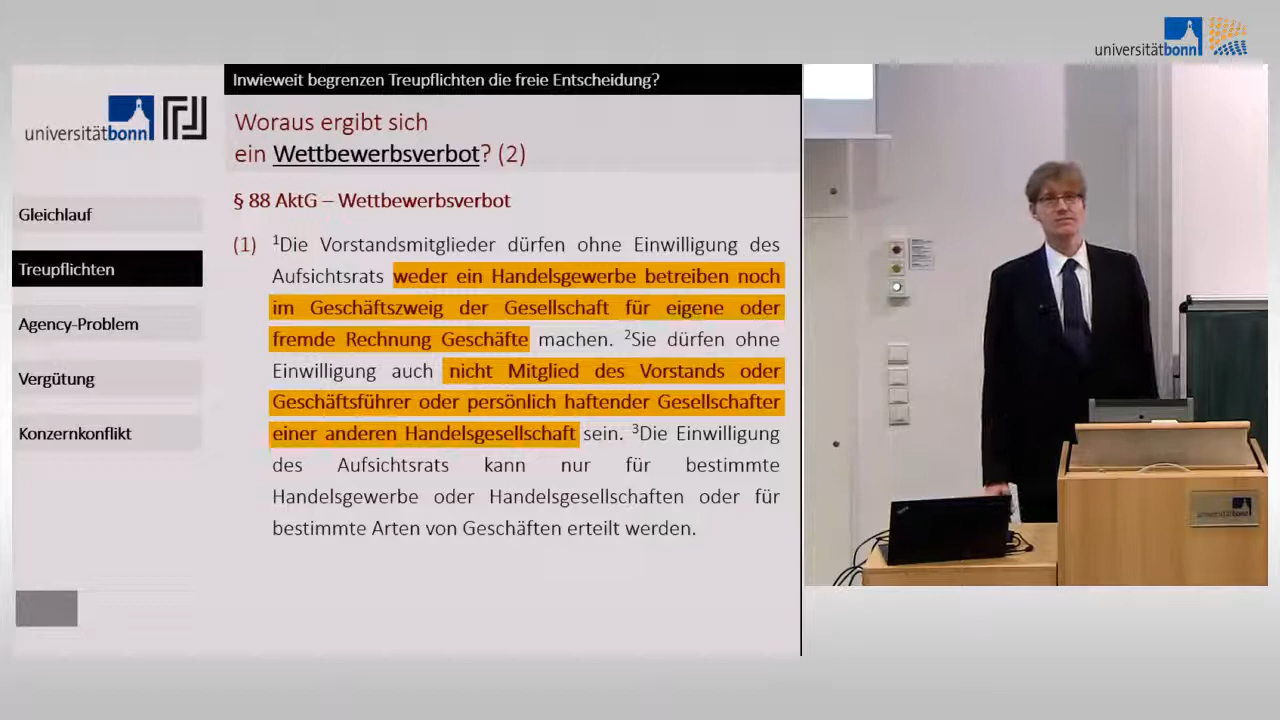 universitätbonn
Inwieweit begrenzen Treupflichten die freie Entscheidung?
universitätbonn
Woraus ergibt sich
ein Wettbewerbsverbot? (2)
§ 88 AktG – Wettbewerbsverbot
(1) ¹Die Vorstandsmitglieder dürfen ohne Einwilligung des
Aufsichtsrats weder ein Handelsgewerbe betreiben noch
im Geschäftszweig der Gesellschaft für eigene oder
fremde Rechnung Geschäfte machen. ²Sie dürfen ohne
Einwilligung auch nicht Mitglied des Vorstands oder
Geschäftsführer oder persönlich haftender Gesellschafter
einer anderen Handelsgesellschaft sein. ³Die Einwilligung
des Aufsichtsrats kann nur für bestimmte
Handelsgewerbe oder Handelsgesellschaften oder für
bestimmte Arten von Geschäften erteilt werden.
Gleichlauf
Treupflichten
Agency-Problem
Vergütung
Konzernkonflikt
universitätbonn